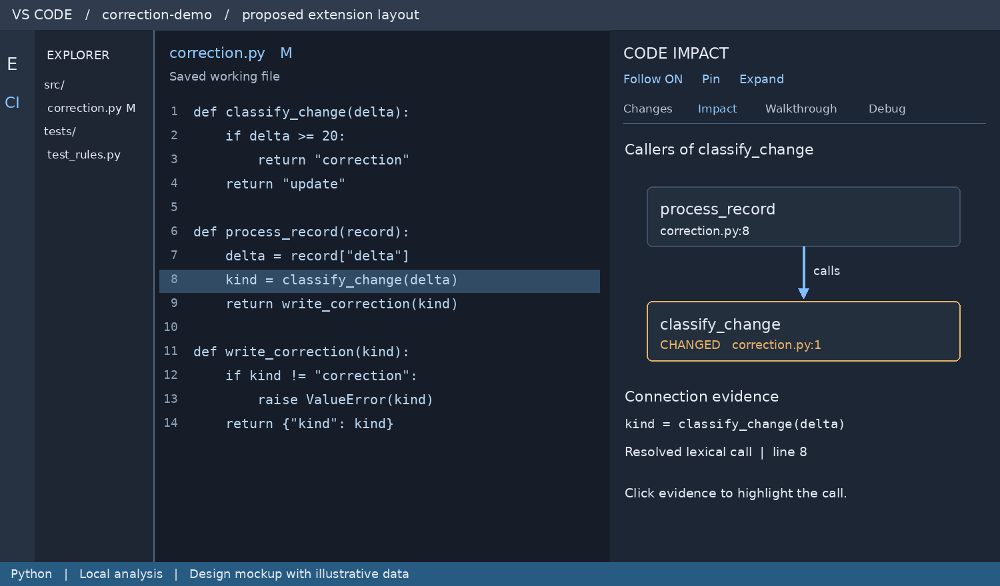 VS CODE / correction-demo / proposed extension layout
E
CI
EXPLORER
src/
correction.py M
tests/
test_rules.py
correction.py M
Saved working file
1 def classify_change(delta):
2     if delta >= 20:
3         return "correction"
4     return "update"
5
6 def process_record(record):
7     delta = record["delta"]
8     kind = classify_change(delta)
9     return write_correction(kind)
10
11 def write_correction(kind):
12     if kind != "correction":
13         raise ValueError(kind)
14     return {"kind": kind}
CODE IMPACT
Follow ON Pin Expand
Changes Impact Walkthrough Debug
Callers of classify_change
process_record
correction.py:8
calls
classify_change
CHANGED correction.py:1
Connection evidence
kind = classify_change(delta)
Resolved lexical call | line 8
Click evidence to highlight the call.
Python | Local analysis | Design mockup with illustrative data